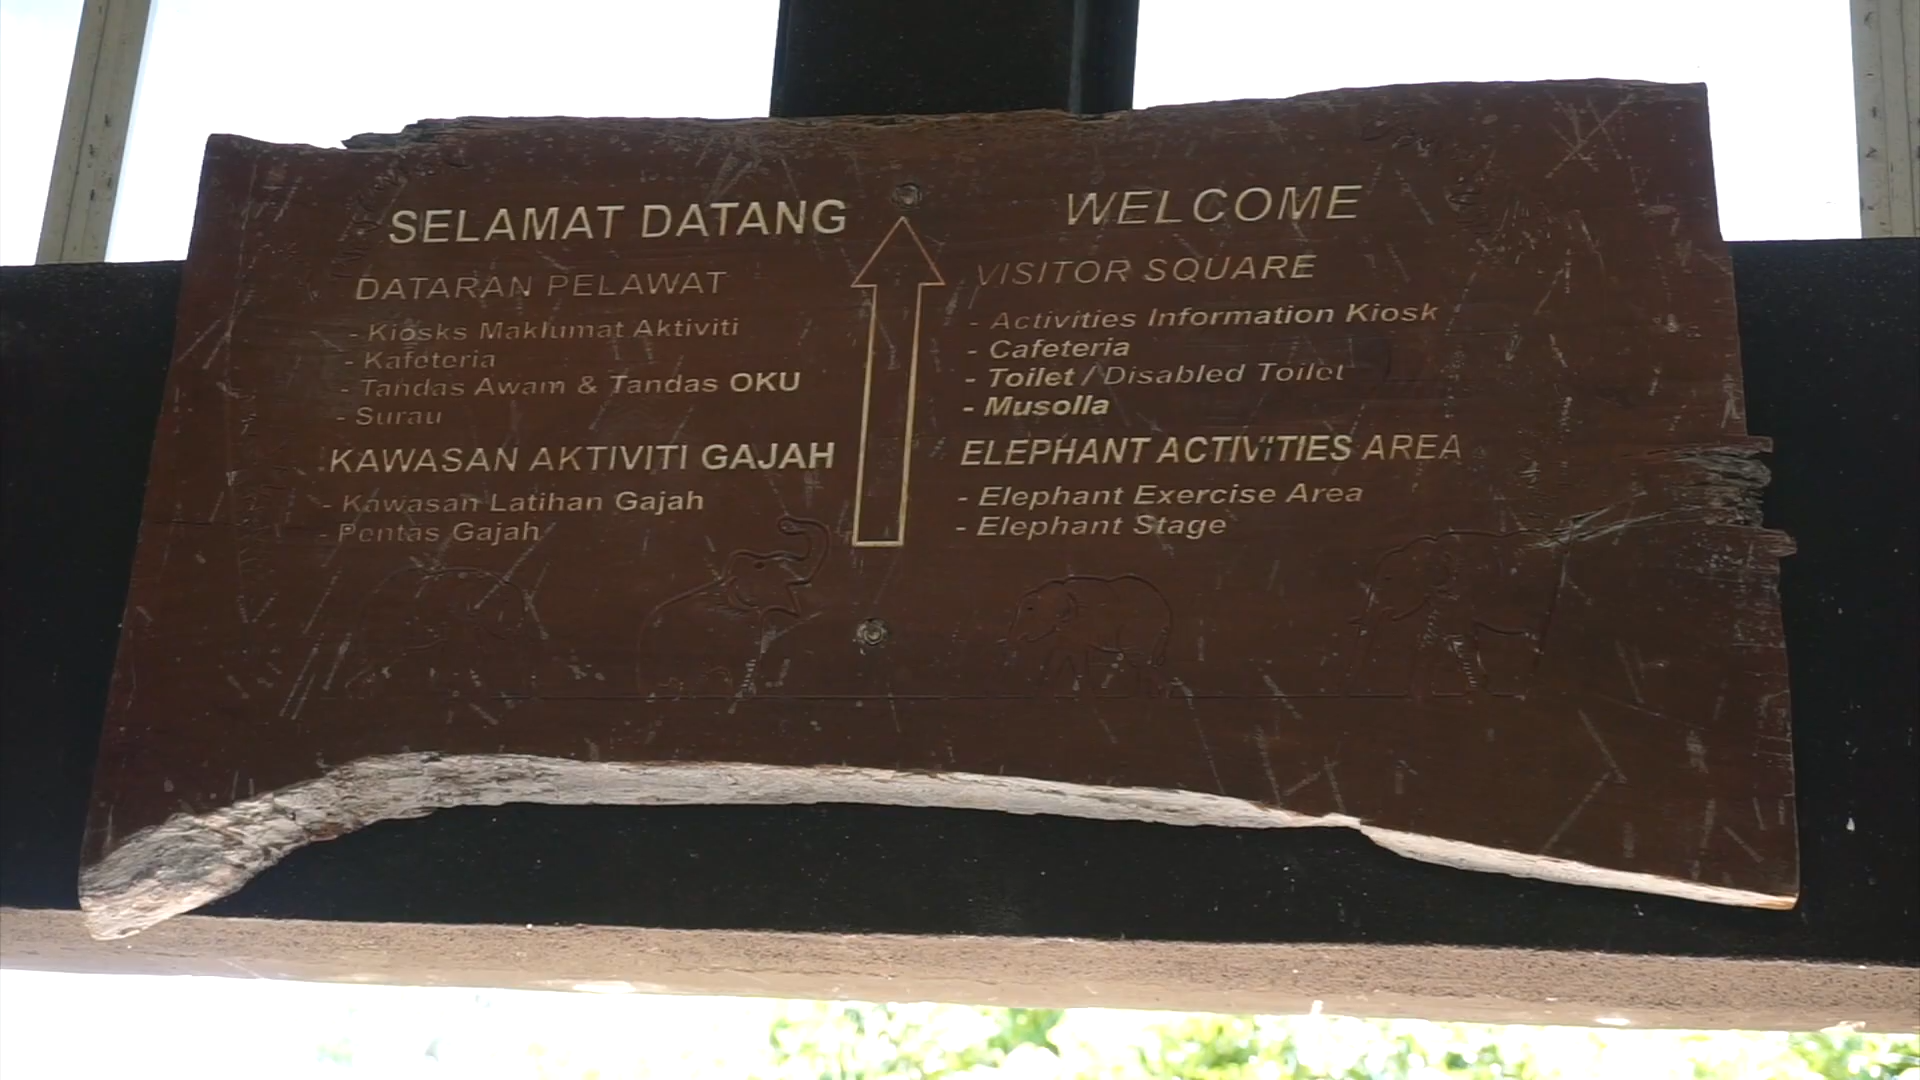 SELAMAT DATANG
DATARAN PELAWAT
- Kiosks Maklumat Aktiviti
- Kafeteria
- Tandas Awam & Tandas OKU
- Surau
KAWASAN AKTIVITI GAJAH
- Kawasan Latihan Gajah
- Pentas Gajah
WELCOME
VISITOR SQUARE
- Activities Information Kiosk
- Cafeteria
- Toilet / Disabled Toilet
- Musolla
ELEPHANT ACTIVITIES AREA
- Elephant Exercise Area
- Elephant Stage